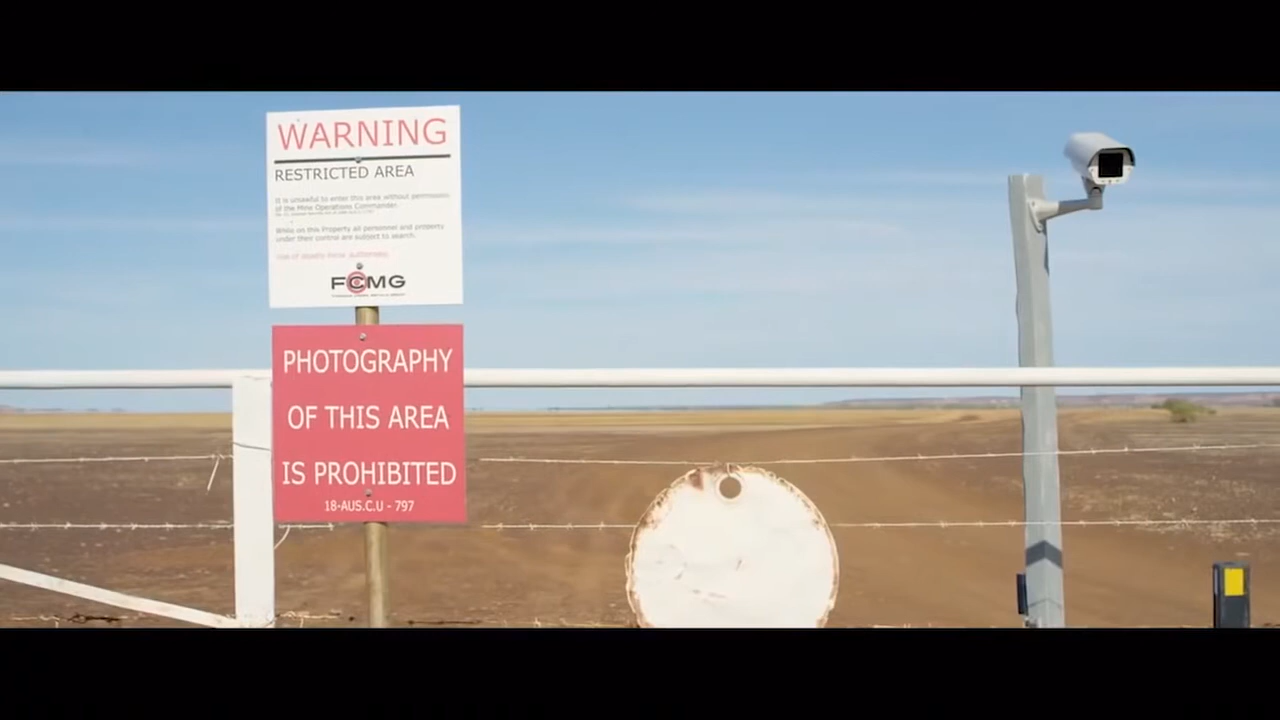 WARNING
RESTRICTED AREA
It is unlawful to enter this area without permission
of the Mine Operations Commander.
While on this Property all personnel and property
under their control are subject to search.
Use of deadly force authorized.
FCMG
PHOTOGRAPHY
OF THIS AREA
IS PROHIBITED
18-AUS.C.U - 797